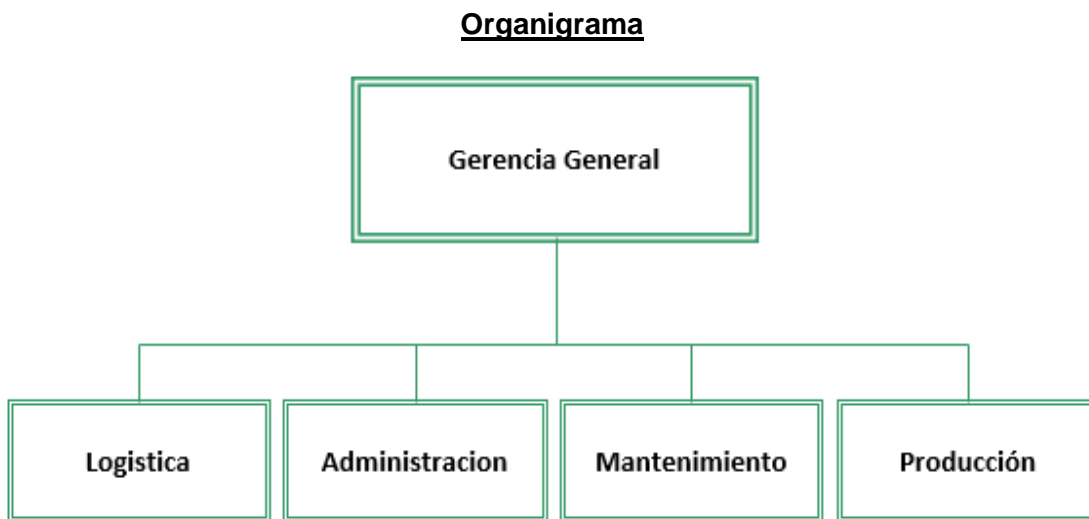 Organigrama
Gerencia General
Logistica
Administracion
Mantenimiento
Producción